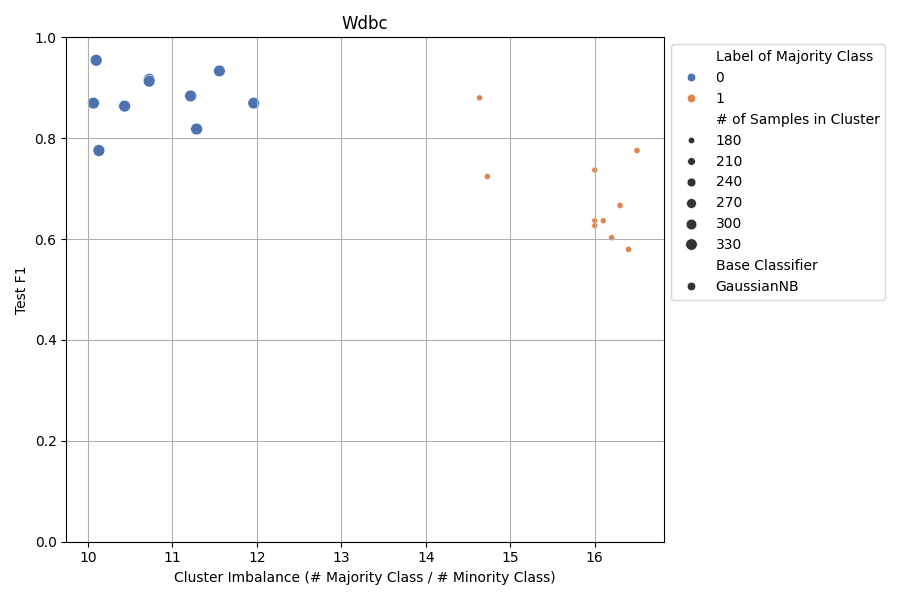 Wdbc
1.0
0.8
0.6
0.4
0.2
0.0
Test F1
10 11 12 13 14 15 16
Cluster Imbalance (# Majority Class / # Minority Class)
Label of Majority Class
0
1
# of Samples in Cluster
180
210
240
270
300
330
Base Classifier
GaussianNB